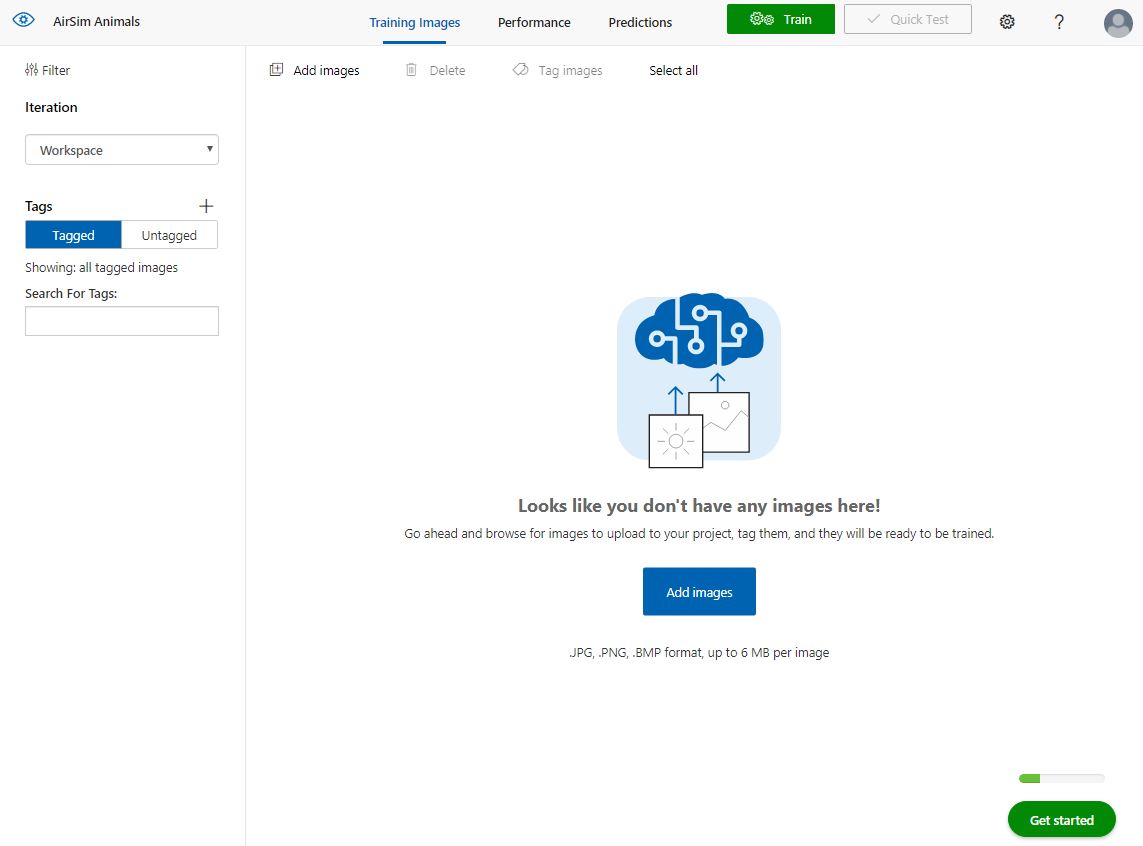 AirSim Animals
Training Images
Performance
Predictions
Train
Quick Test
?
Filter
Add images
Delete
Tag images
Select all
Iteration
Workspace
Tags
Tagged
Untagged
Showing: all tagged images
Search For Tags:
Looks like you don't have any images here!
Go ahead and browse for images to upload to your project, tag them, and they will be ready to be trained.
Add images
.JPG, .PNG, .BMP format, up to 6 MB per image
Get started